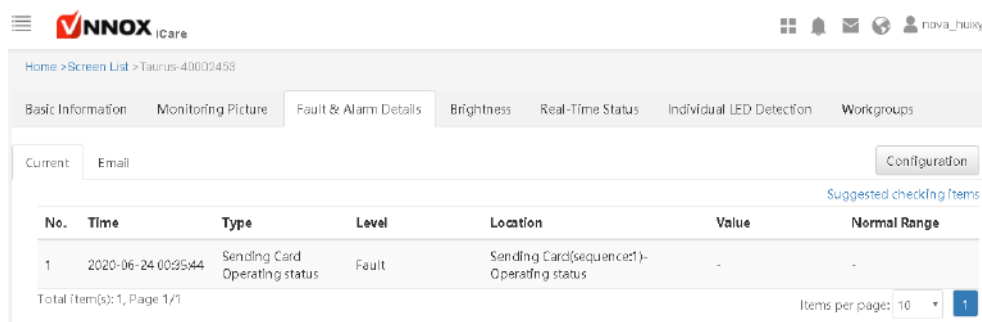 VNNOX iCare
nova_huixy
Home >Screen List >Taurus-40002453
Basic Information Monitoring Picture Fault & Alarm Details Brightness Real-Time Status Individual LED Detection Workgroups
Current Email Configuration
Suggested checking items
No. Time Type Level Location Value Normal Range
1 2020-06-24 00:35:44 Sending Card Operating status Fault Sending Card(sequence:1)-Operating status - -
Total item(s): 1, Page 1/1
Items per page: 10 1